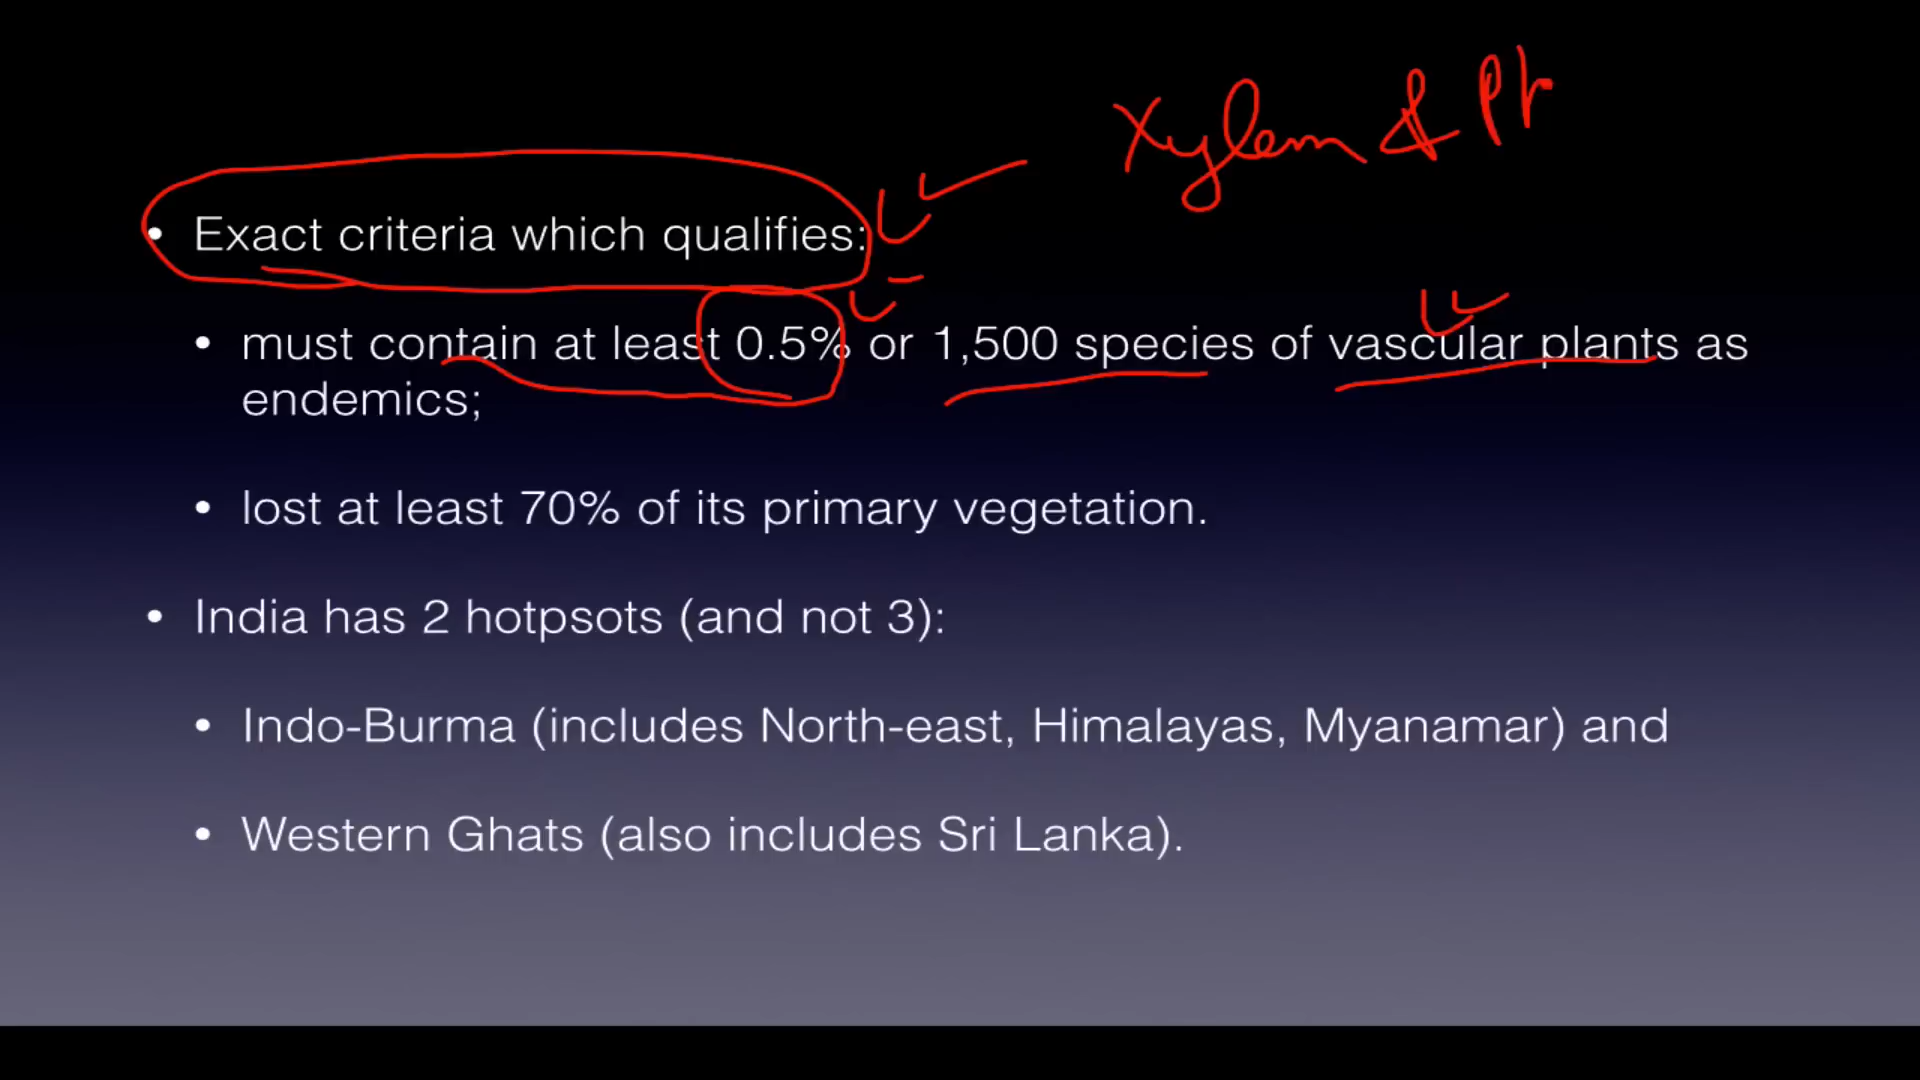 Xylem & Ph
• Exact criteria which qualifies:
• must contain at least 0.5% or 1,500 species of vascular plants as
endemics;
• lost at least 70% of its primary vegetation.
• India has 2 hotpsots (and not 3):
• Indo-Burma (includes North-east, Himalayas, Myanamar) and
• Western Ghats (also includes Sri Lanka).